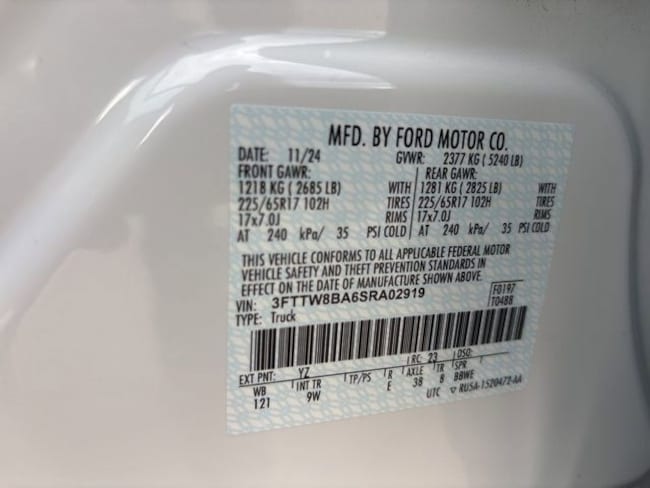 MFD. BY FORD MOTOR CO.
DATE: 11/24 GVWR: 2377 KG (5240 LB)
FRONT GAWR: REAR GAWR:
1218 KG (2685 LB) WITH 1281 KG (2825 LB) WITH
225/65R17 102H TIRES 225/65R17 102H TIRES
17x7.0J RIMS 17x7.0J RIMS
AT 240 kPa/ 35 PSI COLD AT 240 kPa/ 35 PSI COLD
THIS VEHICLE CONFORMS TO ALL APPLICABLE FEDERAL MOTOR
VEHICLE SAFETY AND THEFT PREVENTION STANDARDS IN
EFFECT ON THE DATE OF MANUFACTURE SHOWN ABOVE.
VIN: 3FTTW8BA6SRA02919 F0197
TYPE: Truck T0488
EXT PNT: YZ RC: 23 DSO:
WB INT TR TP/PS R AXLE TR SPR
121 9W E 38 8 BBWE
UTC ▽ RU5A-1520472-AA